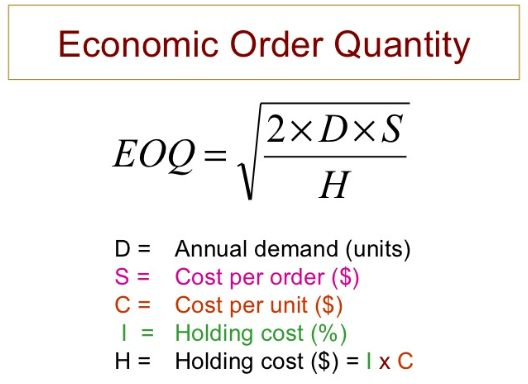 Economic Order Quantity
EOQ = √(2×D×S / H)
D = Annual demand (units)
S = Cost per order ($)
C = Cost per unit ($)
I = Holding cost (%)
H = Holding cost ($) = I x C